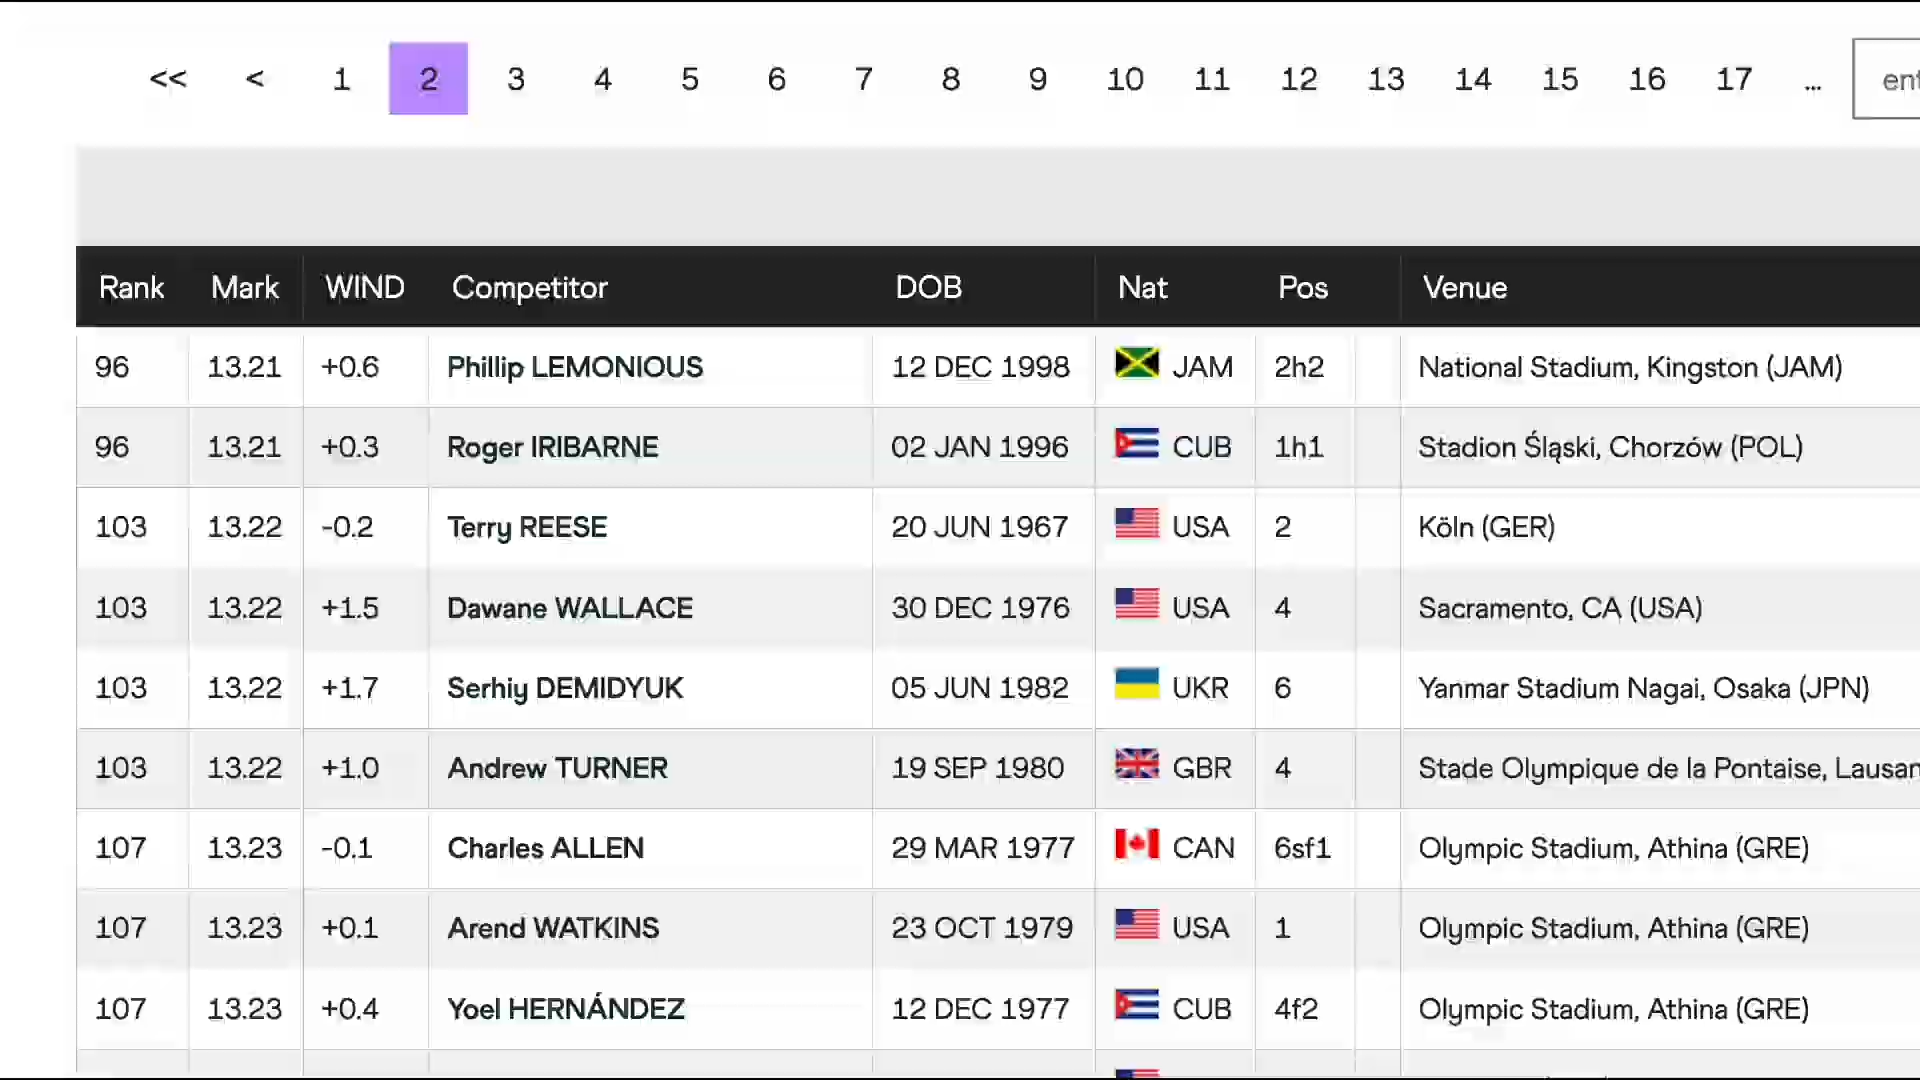 << < 1 2 3 4 5 6 7 8 9 10 11 12 13 14 15 16 17 ...
Rank Mark WIND Competitor DOB Nat Pos Venue
96 13.21 +0.6 Phillip LEMONIOUS 12 DEC 1998 JAM 2h2 National Stadium, Kingston (JAM)
96 13.21 +0.3 Roger IRIBARNE 02 JAN 1996 CUB 1h1 Stadion Śląski, Chorzów (POL)
103 13.22 -0.2 Terry REESE 20 JUN 1967 USA 2 Köln (GER)
103 13.22 +1.5 Dawane WALLACE 30 DEC 1976 USA 4 Sacramento, CA (USA)
103 13.22 +1.7 Serhiy DEMIDYUK 05 JUN 1982 UKR 6 Yanmar Stadium Nagai, Osaka (JPN)
103 13.22 +1.0 Andrew TURNER 19 SEP 1980 GBR 4 Stade Olympique de la Pontaise,
107 13.23 -0.1 Charles ALLEN 29 MAR 1977 CAN 6sf1 Olympic Stadium, Athina (GRE)
107 13.23 +0.1 Arend WATKINS 23 OCT 1979 USA 1 Olympic Stadium, Athina (GRE)
107 13.23 +0.4 Yoel HERNÁNDEZ 12 DEC 1977 CUB 4f2 Olympic Stadium, Athina (GRE)